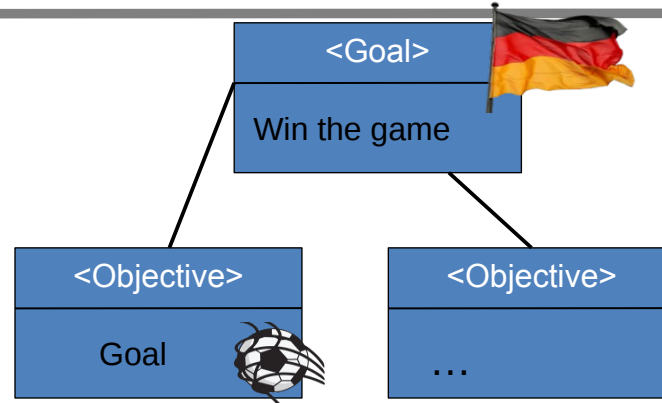 <Goal>
Win the game
<Objective>
Goal
<Objective>
...